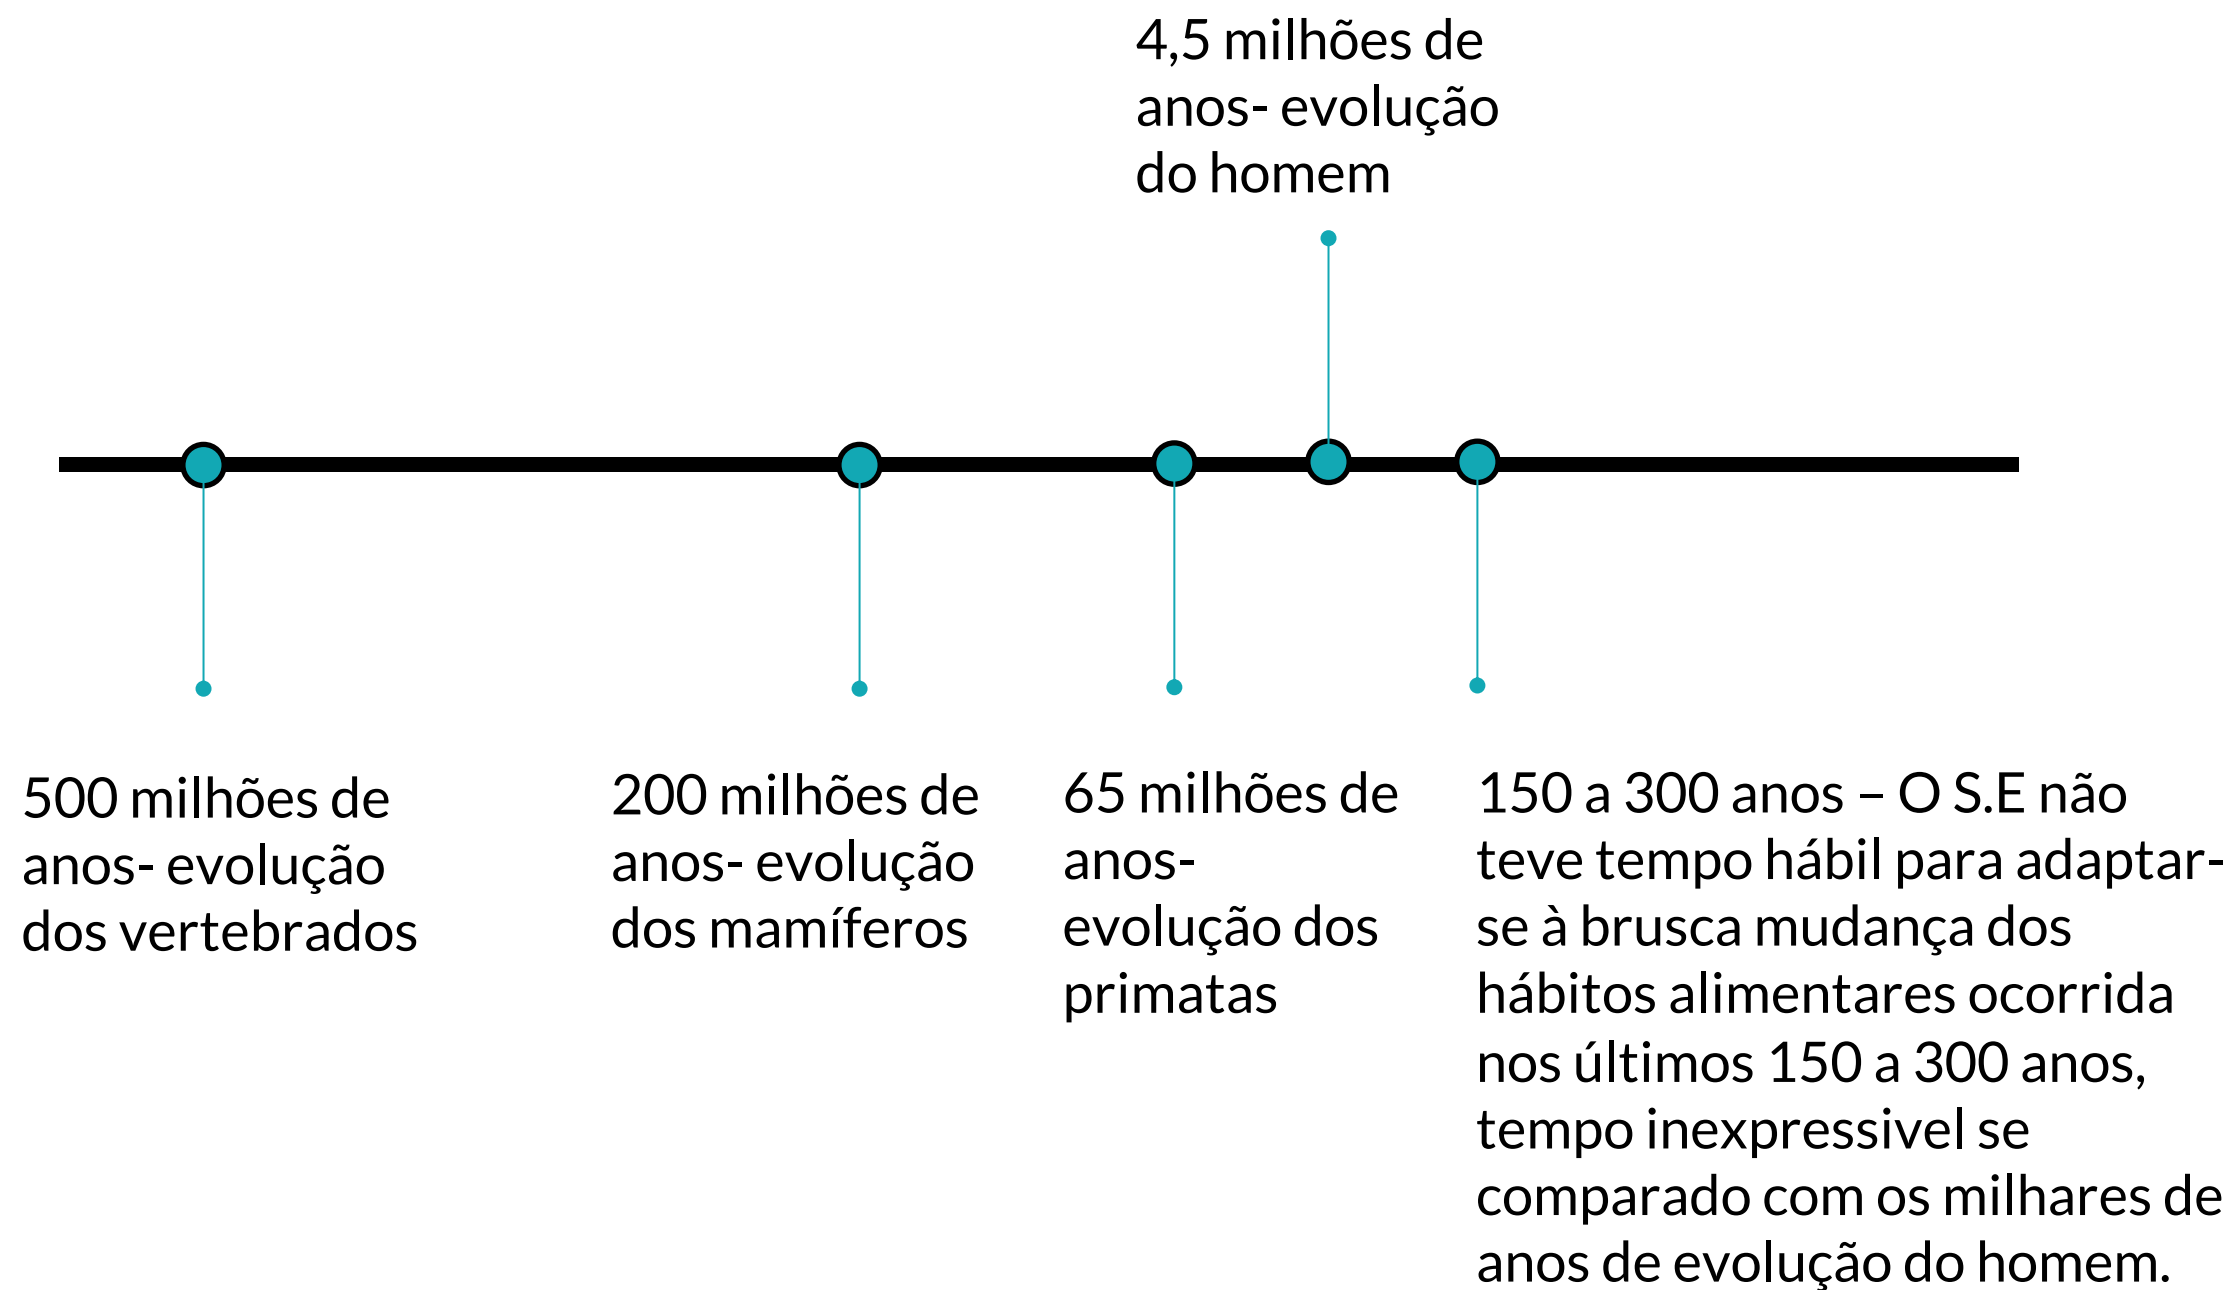 4,5 milhões de
anos- evolução
do homem
500 milhões de
anos- evolução
dos vertebrados
200 milhões de
anos- evolução
dos mamíferos
65 milhões de
anos-
evolução dos
primatas
150 a 300 anos – O S.E não
teve tempo hábil para adaptar-
se à brusca mudança dos
hábitos alimentares ocorrida
nos últimos 150 a 300 anos,
tempo inexpressivel se
comparado com os milhares de
anos de evolução do homem.